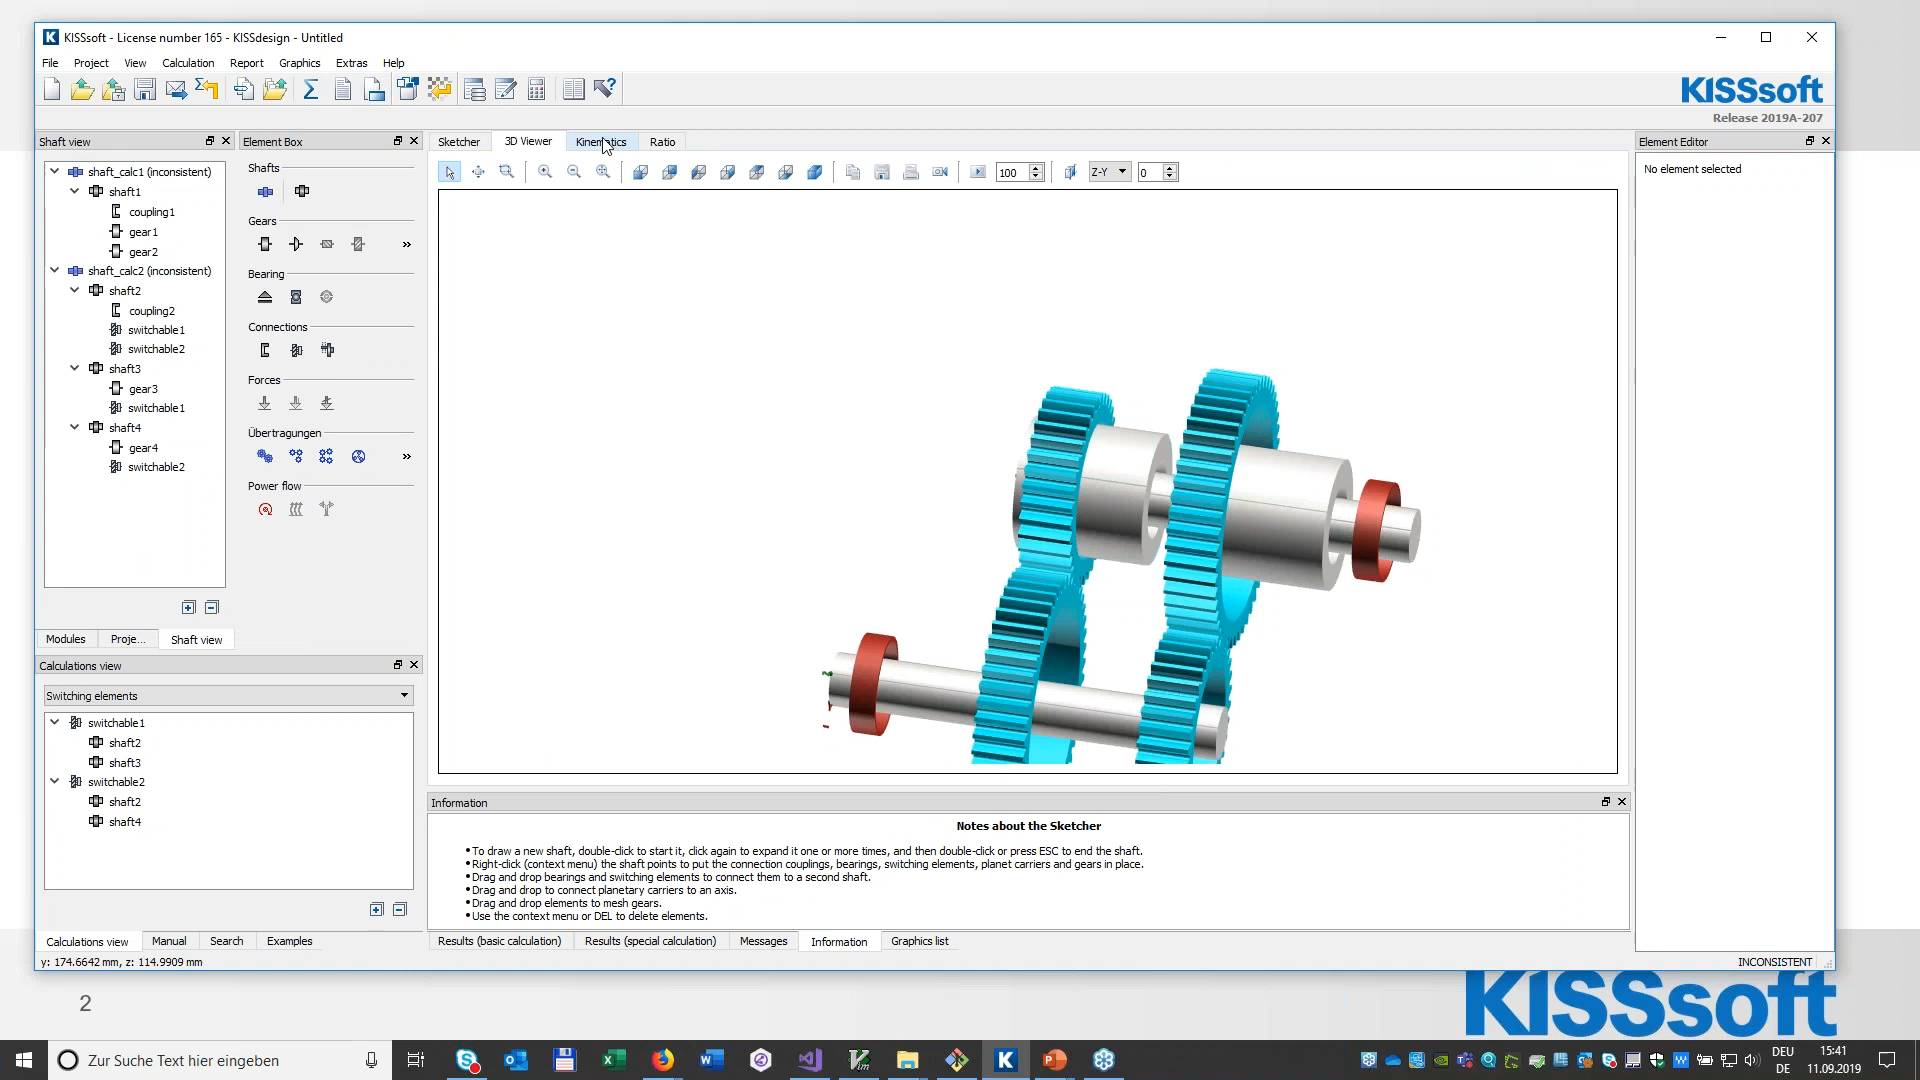 KISSsoft - License number 165 - KISSdesign - Untitled
File Project View Calculation Report Graphics Extras Help
KISSsoft
Release 2019A-207
Shaft view
shaft_calc1 (inconsistent)
shaft1
coupling1
gear1
gear2
shaft_calc2 (inconsistent)
shaft2
coupling2
switchable1
switchable2
shaft3
gear3
switchable1
shaft4
gear4
switchable2
Modules Proje... Shaft view
Element Box
Shafts
Gears
»
Bearing
Connections
Forces
Übertragungen
»
Power flow
Sketcher 3D Viewer Kinematics Ratio
100 Z-Y 0
Element Editor
No element selected
Calculations view
Switching elements
switchable1
shaft2
shaft3
switchable2
shaft2
shaft4
Calculations view Manual Search Examples
Information
Notes about the Sketcher
•To draw a new shaft, double-click to start it, click again to expand it one or more times, and then double-click or press ESC to end the shaft.
•Right-click (context menu) the shaft points to put the connection couplings, bearings, switching elements, planet carriers and gears in place.
•Drag and drop bearings and switching elements to connect them to a second shaft.
•Drag and drop to connect planetary carriers to an axis.
•Drag and drop elements to mesh gears.
•Use the context menu or DEL to delete elements.
Results (basic calculation) Results (special calculation) Messages Information Graphics list
y: 174.6642 mm, z: 114.9909 mm
INCONSISTENT
2
KISSsoft
Zur Suche Text hier eingeben
DEU
DE
15:41
11.09.2019